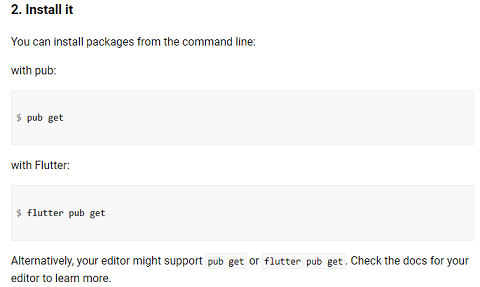 2. Install it
You can install packages from the command line:
with pub:
$ pub get
with Flutter:
$ flutter pub get
Alternatively, your editor might support pub get or flutter pub get. Check the docs for your
editor to learn more.